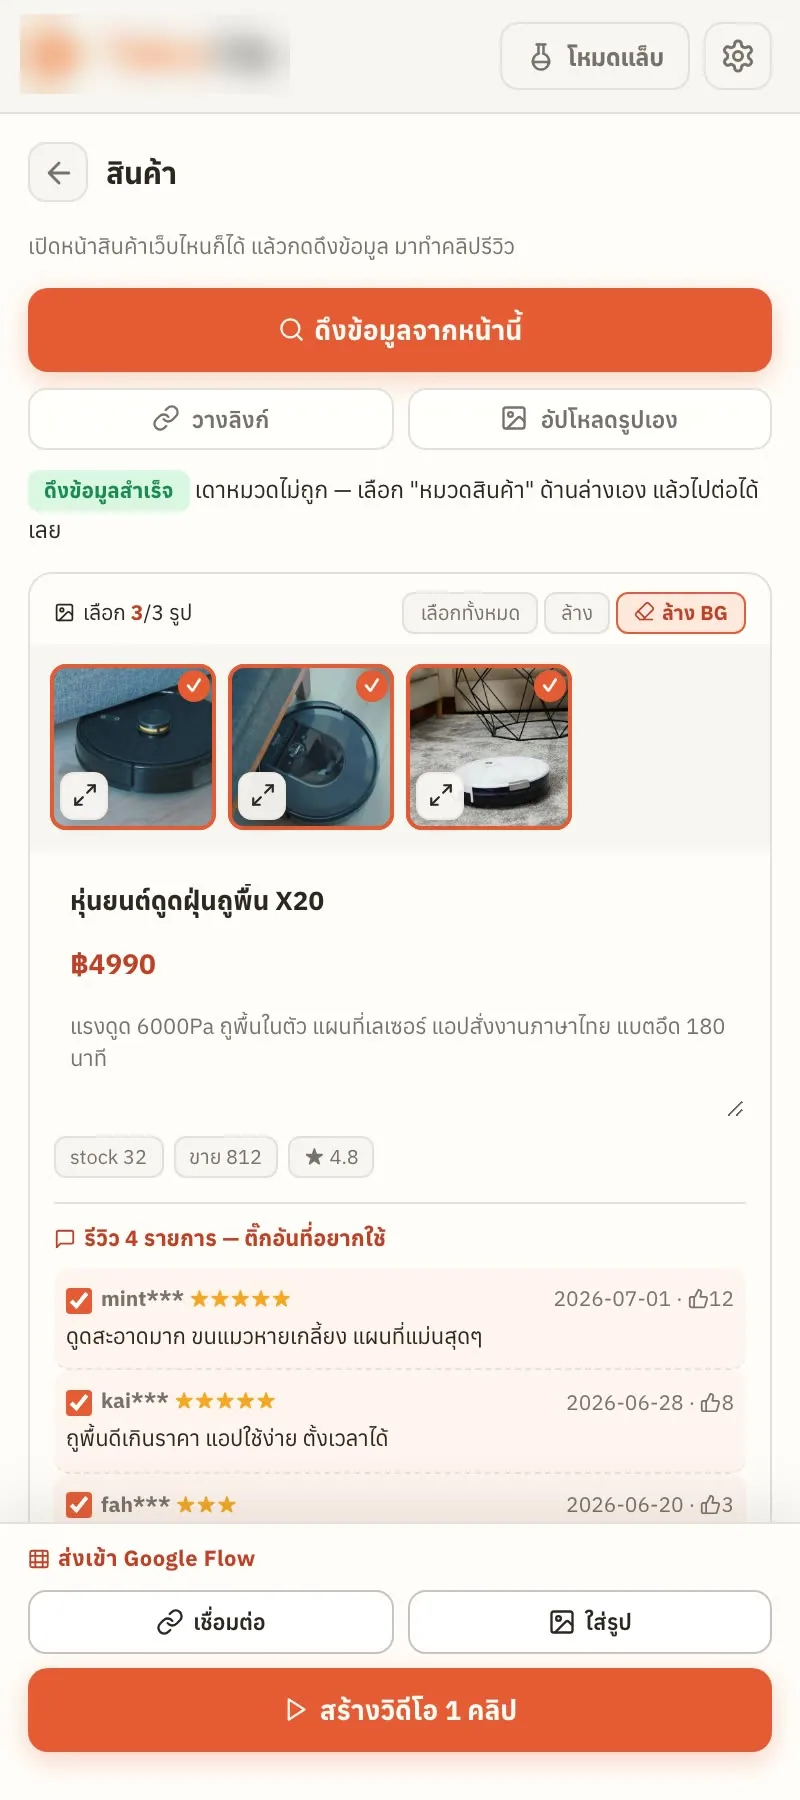 โหมดแล็บ
สินค้า
เปิดหน้าสินค้าเว็บไหนก็ได้ แล้วกดดึงข้อมูล มาทำคลิปรีวิว
ดึงข้อมูลจากหน้านี้
วางลิงก์
อัปโหลดรูปเอง
ดึงข้อมูลสำเร็จ เดาหมวดไม่ถูก — เลือก "หมวดสินค้า" ด้านล่างเอง แล้วไปต่อได้
เลย
เลือก 3/3 รูป
เลือกทั้งหมด
ล้าง
ล้าง BG
หุ่นยนต์ดูดฝุ่นถูพื้น X20
฿4990
แรงดูด 6000Pa ถูพื้นในตัว แผนที่เลเซอร์ แอปสั่งงานภาษาไทย แบตอึด 180
นาที
stock 32
ขาย 812
★ 4.8
รีวิว 4 รายการ — ติ๊กอันที่อยากใช้
mint*** ★★★★★ 2026-07-01 · 12
ดูดสะอาดมาก ขนแมวหายเกลี้ยง แผนที่แม่นสุดๆ
kai*** ★★★★★ 2026-06-28 · 8
ถูพื้นดีเกินราคา แอปใช้ง่าย ตั้งเวลาได้
fah*** ★★★ 2026-06-20 · 3
ส่งเข้า Google Flow
เชื่อมต่อ
ใส่รูป
สร้างวิดีโอ 1 คลิป